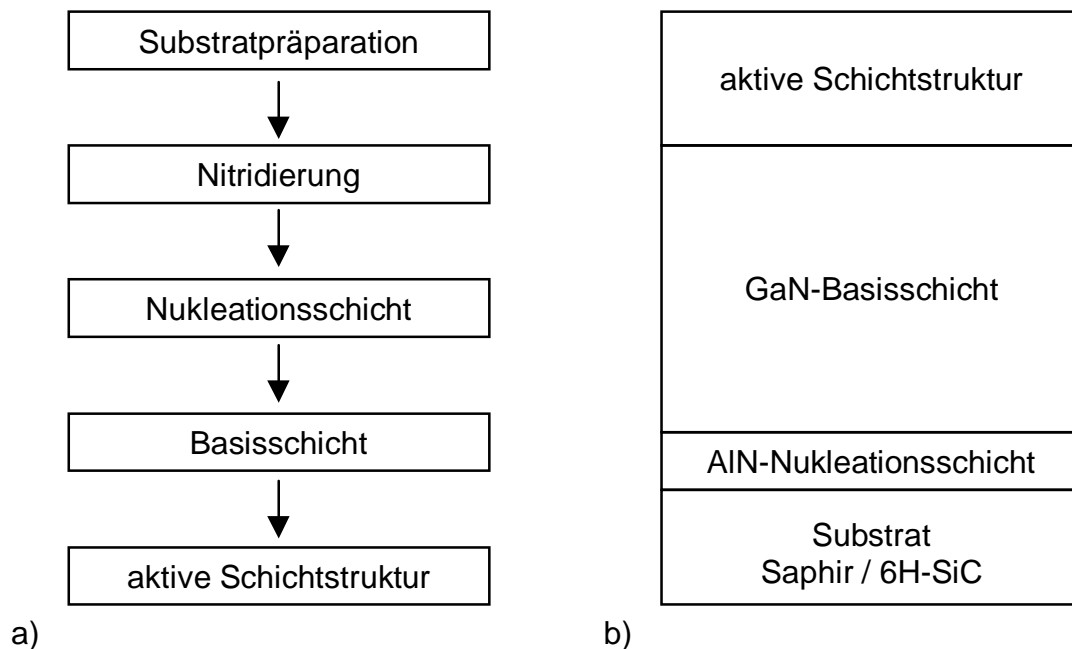 Substratpräparation
Nitridierung
Nukleationsschicht
Basisschicht
aktive Schichtstruktur
a)
aktive Schichtstruktur
GaN-Basisschicht
AlN-Nukleationsschicht
Substrat
Saphir / 6H-SiC
b)